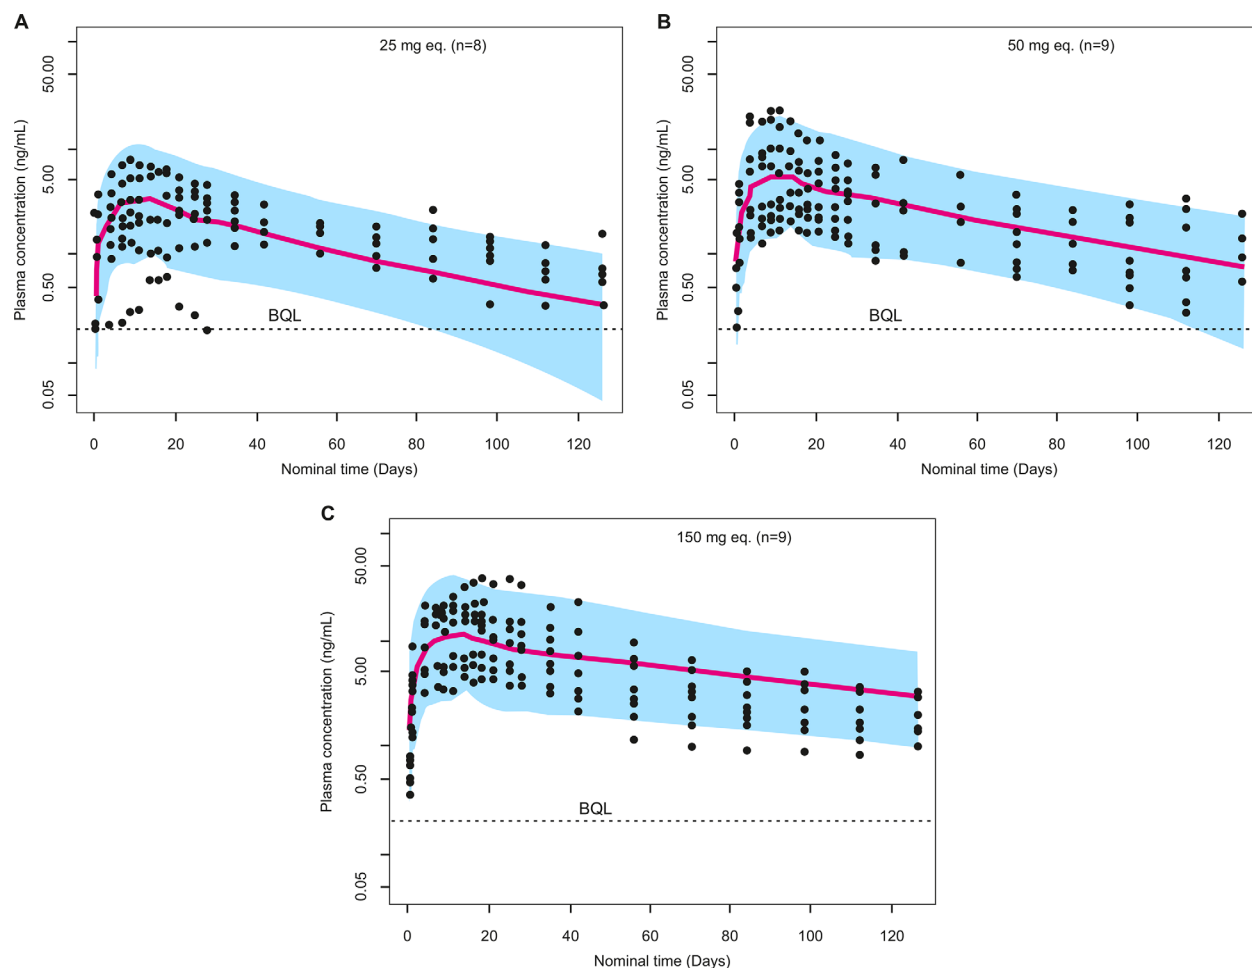 A
25 mg eq. (n=8)
Plasma concentration (ng/mL)
50.00
5.00
0.50
0.05
BQL
0 20 40 60 80 100 120
Nominal time (Days)
B
50 mg eq. (n=9)
Plasma concentration (ng/mL)
50.00
5.00
0.50
0.05
BQL
0 20 40 60 80 100 120
Nominal time (Days)
C
150 mg eq. (n=9)
Plasma concentration (ng/mL)
50.00
5.00
0.50
0.05
BQL
0 20 40 60 80 100 120
Nominal time (Days)